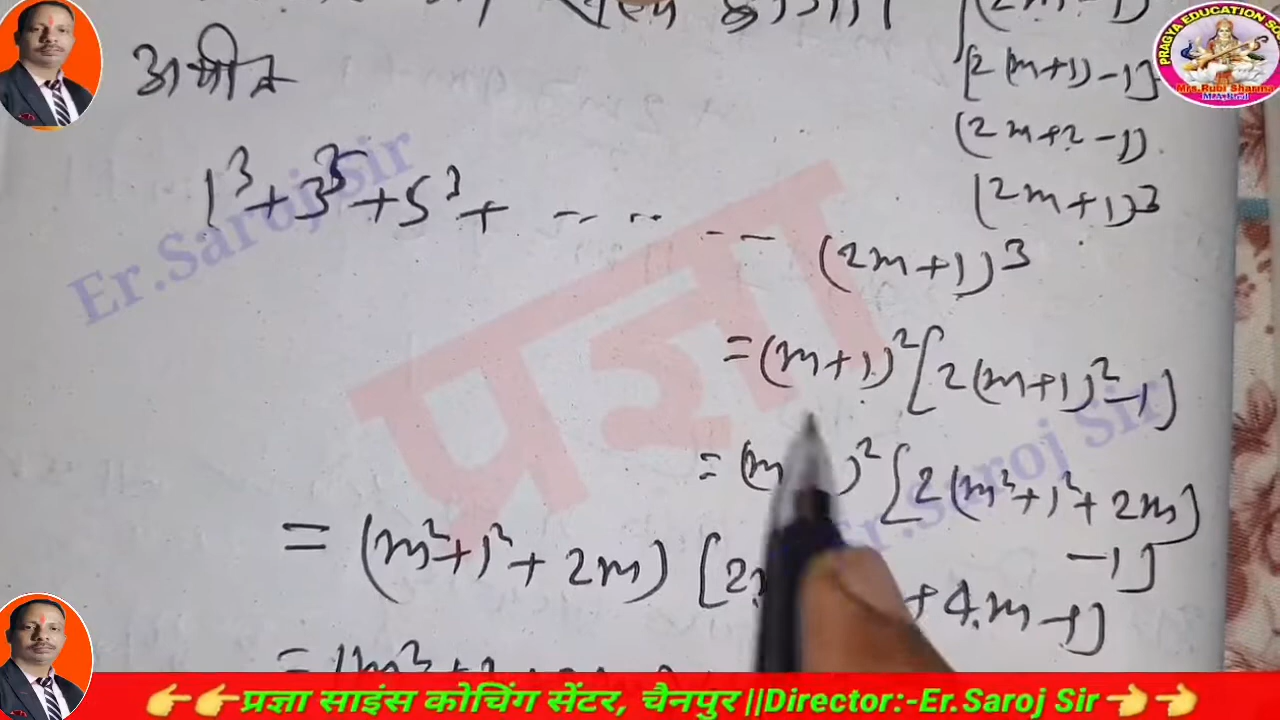 [2(m+1)-1]
अर्थात
(2m+2-1)
1³+3³+5³+ -- -- -- -- (2m+1)³
(2m+1)³
=(m+1)²[2(m+1)²-1]
= (m )²[2(m²+1²+2m)
-1]
= (m²+1²+2m) [2 +4m-1]
प्रज्ञा
Er.Saroj Sir
Er.Saroj Sir
PRAGYA EDUCATION SOC
Mrs.Rubi Sharma
👉👉प्रज्ञा साइंस कोचिंग सेंटर, चैनपुर ||Director:-Er.Saroj Sir 👈👈